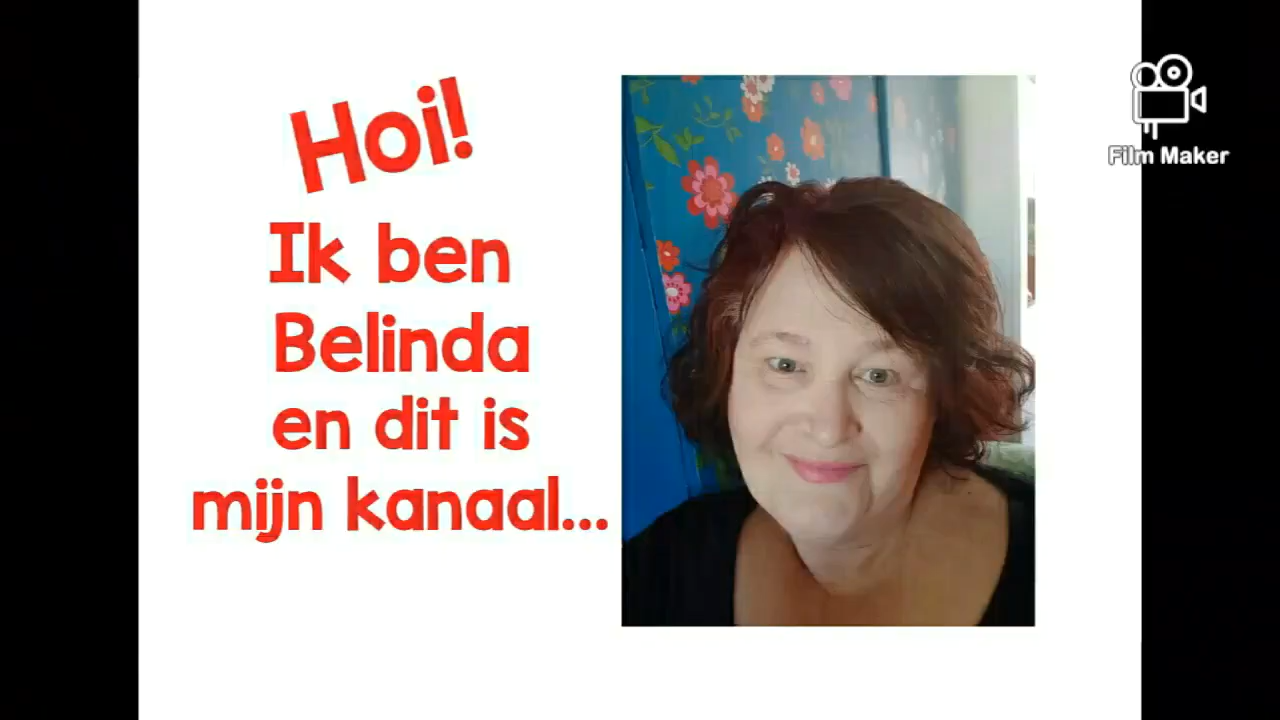 Hoi!
Ik ben
Belinda
en dit is
mijn kanaal...
Film Maker